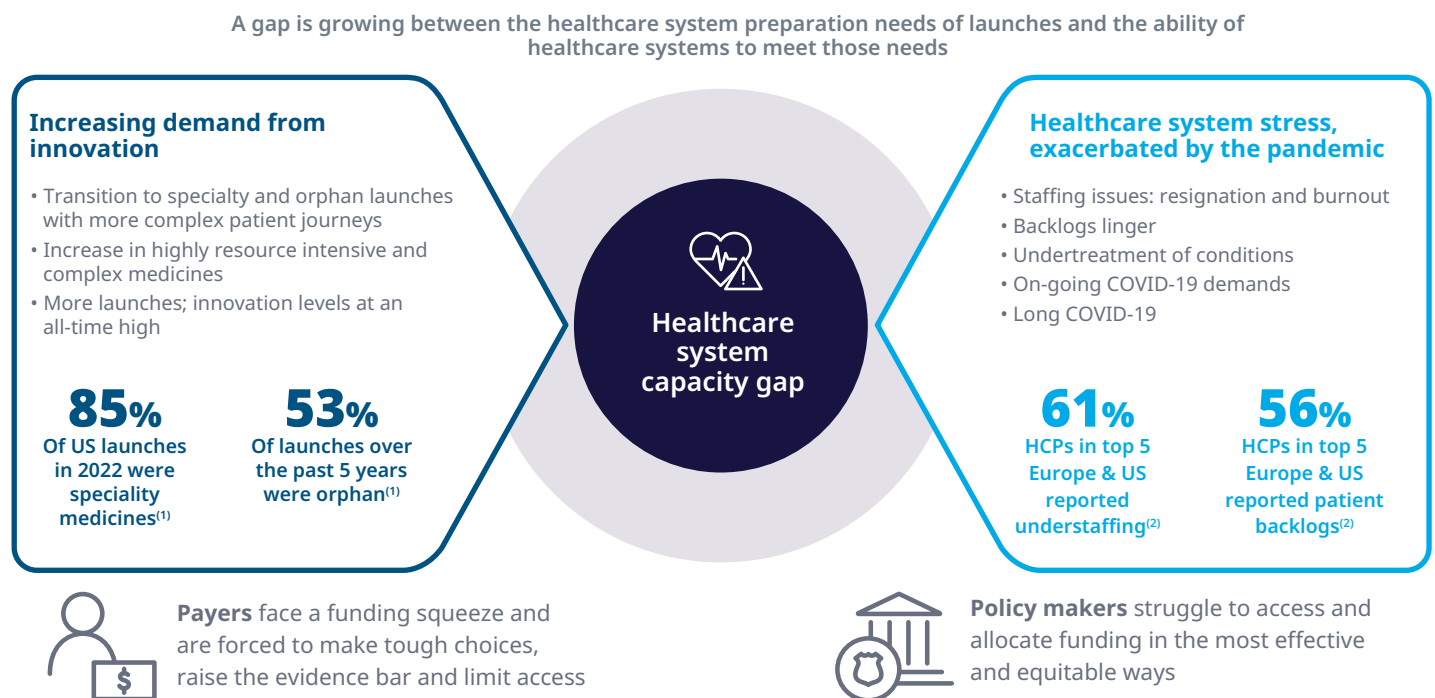 A gap is growing between the healthcare system preparation needs of launches and the ability of
healthcare systems to meet those needs
Increasing demand from
innovation
• Transition to specialty and orphan launches
with more complex patient journeys
• Increase in highly resource intensive and
complex medicines
• More launches; innovation levels at an
all-time high
85%
Of US launches
in 2022 were
speciality
medicines(1)
53%
Of launches over
the past 5 years
were orphan(1)
Healthcare
system
capacity gap
Healthcare system stress,
exacerbated by the pandemic
• Staffing issues: resignation and burnout
• Backlogs linger
• Undertreatment of conditions
• On-going COVID-19 demands
• Long COVID-19
61%
HCPs in top 5
Europe & US
reported
understaffing(2)
56%
HCPs in top 5
Europe & US
reported patient
backlogs(2)
$
Payers face a funding squeeze and
are forced to make tough choices,
raise the evidence bar and limit access
Policy makers struggle to access and
allocate funding in the most effective
and equitable ways